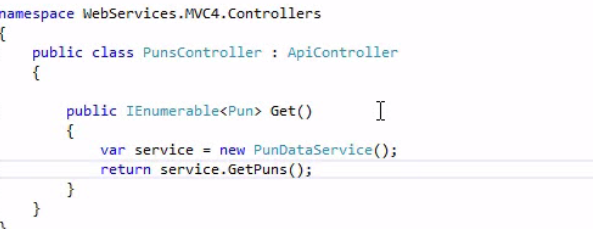 namespace WebServices.MVC4.Controllers
{
    public class PunsController : ApiController
    {
        public IEnumerable<Pun> Get()
        {
            var service = new PunDataService();
            return service.GetPuns();
        }
    }
}